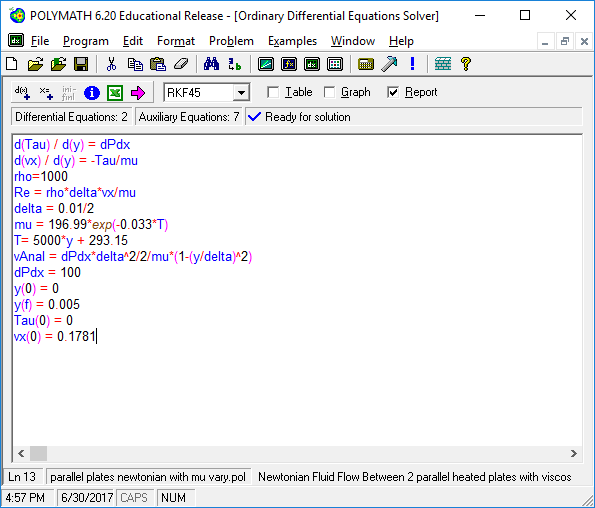 POLYMATH 6.20 Educational Release - [Ordinary Differential Equations Solver]
File Program Edit Format Problem Examples Window Help
d(x) x= ini- finl RKF45 Table Graph Report
Differential Equations: 2 Auxiliary Equations: 7 Ready for solution
d(Tau) / d(y) = dPdx
d(vx) / d(y) = -Tau/mu
rho=1000
Re = rho*delta*vx/mu
delta = 0.01/2
mu = 196.99*exp(-0.033*T)
T= 5000*y + 293.15
vAnal = dPdx*delta^2/2/mu*(1-(y/delta)^2)
dPdx = 100
y(0) = 0
y(f) = 0.005
Tau(0) = 0
vx(0) = 0.1781
Ln 13 parallel plates newtonian with mu vary.pol Newtonian Fluid Flow Between 2 parallel heated plates with viscos
4:57 PM 6/30/2017 CAPS NUM